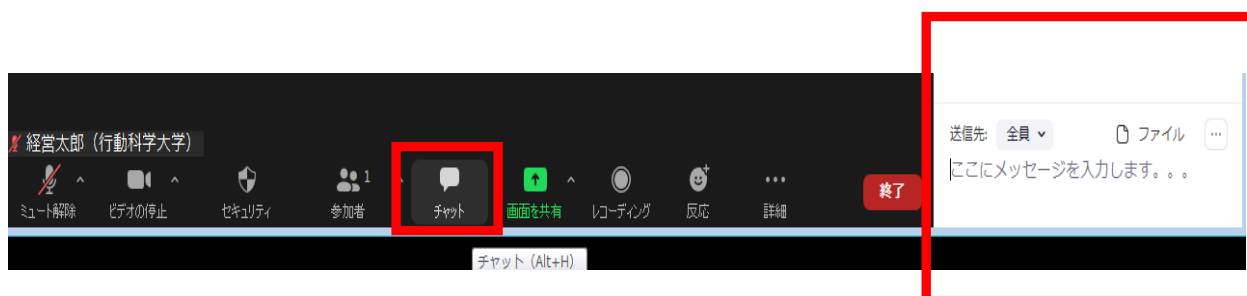 経営太郎（行動科学大学）
1
ミュート解除 ビデオの停止 セキュリティ 参加者 チャット 画面を共有 レコーディング 反応 詳細 終了
チャット (Alt+H)
送信先: 全員 ファイル
ここにメッセージを入力します。。。